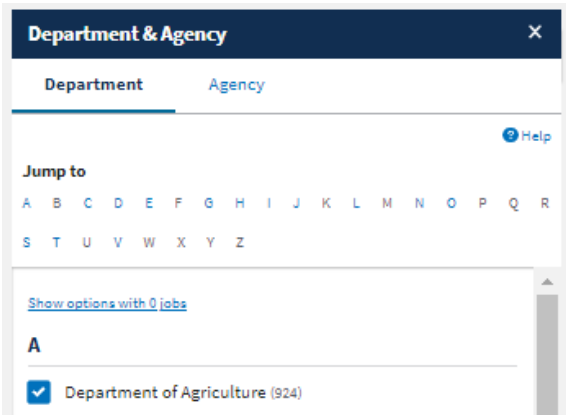 Department & Agency ×
Department Agency
? Help
Jump to
A B C D E F G H I J K L M N O P Q R
S T U V W X Y Z
Show options with 0 jobs
A
Department of Agriculture (924)